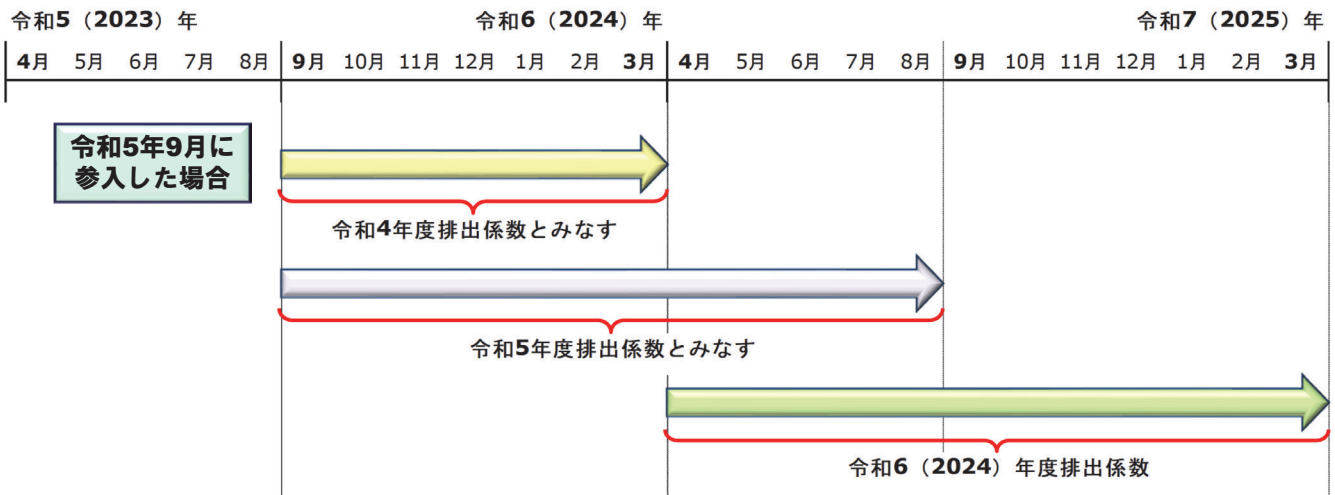 令和5（2023）年 令和6（2024）年 令和7（2025）年
4月 5月 6月 7月 8月 9月 10月 11月 12月 1月 2月 3月 4月 5月 6月 7月 8月 9月 10月 11月 12月 1月 2月 3月
令和5年9月に
参入した場合
令和4年度排出係数とみなす
令和5年度排出係数とみなす
令和6（2024）年度排出係数